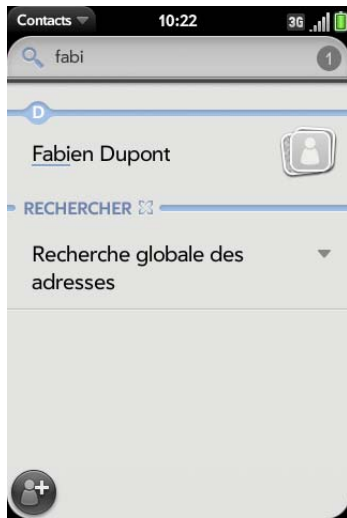 Contacts 10:22 3G
fabi 1
D
Fabien Dupont
RECHERCHER
Recherche globale des
adresses